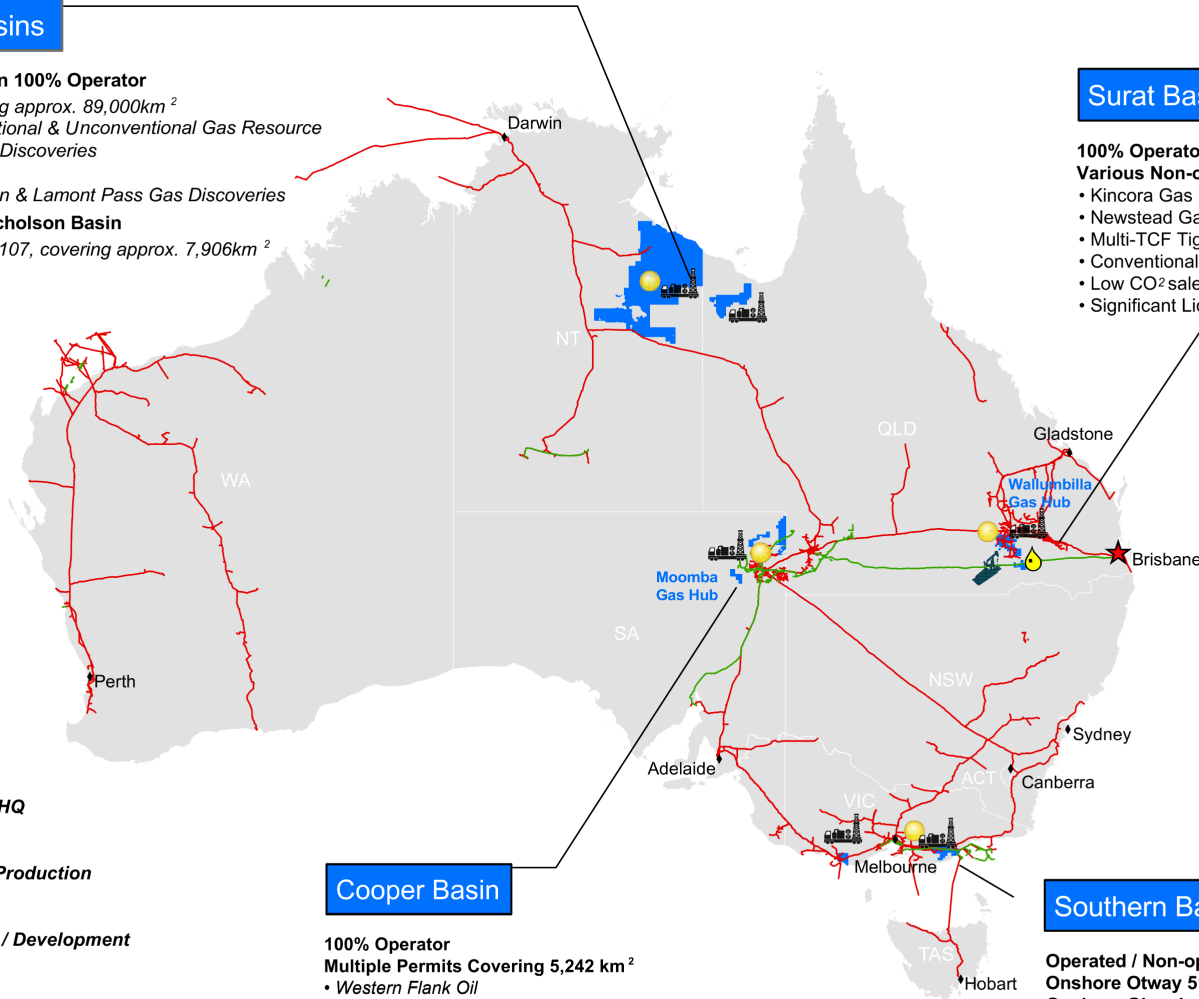 sins
n 100% Operator
g approx. 89,000km 2
tional & Unconventional Gas Resource
Discoveries
n & Lamont Pass Gas Discoveries
cholson Basin
107, covering approx. 7,906km 2
Surat Bas
100% Operato
Various Non-o
• Kincora Gas
• Newstead Ga
• Multi-TCF Tig
• Conventional
• Low CO2 sale
• Significant Lic
Darwin
NT
QLD
Gladstone
WA
Wallumbilla
Gas Hub
Brisbane
Moomba
Gas Hub
SA
NSW
Perth
Sydney
Adelaide
ACT
Canberra
VIC
Melbourne
TAS
Hobart
HQ
Production
/ Development
Cooper Basin
100% Operator
Multiple Permits Covering 5,242 km 2
• Western Flank Oil
Southern Ba
Operated / Non-op
Onshore Otway 5